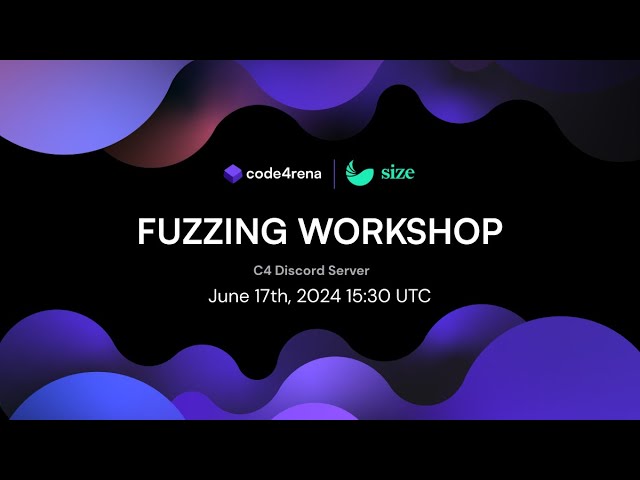 code4rena | size
FUZZING WORKSHOP
C4 Discord Server
June 17th, 2024 15:30 UTC